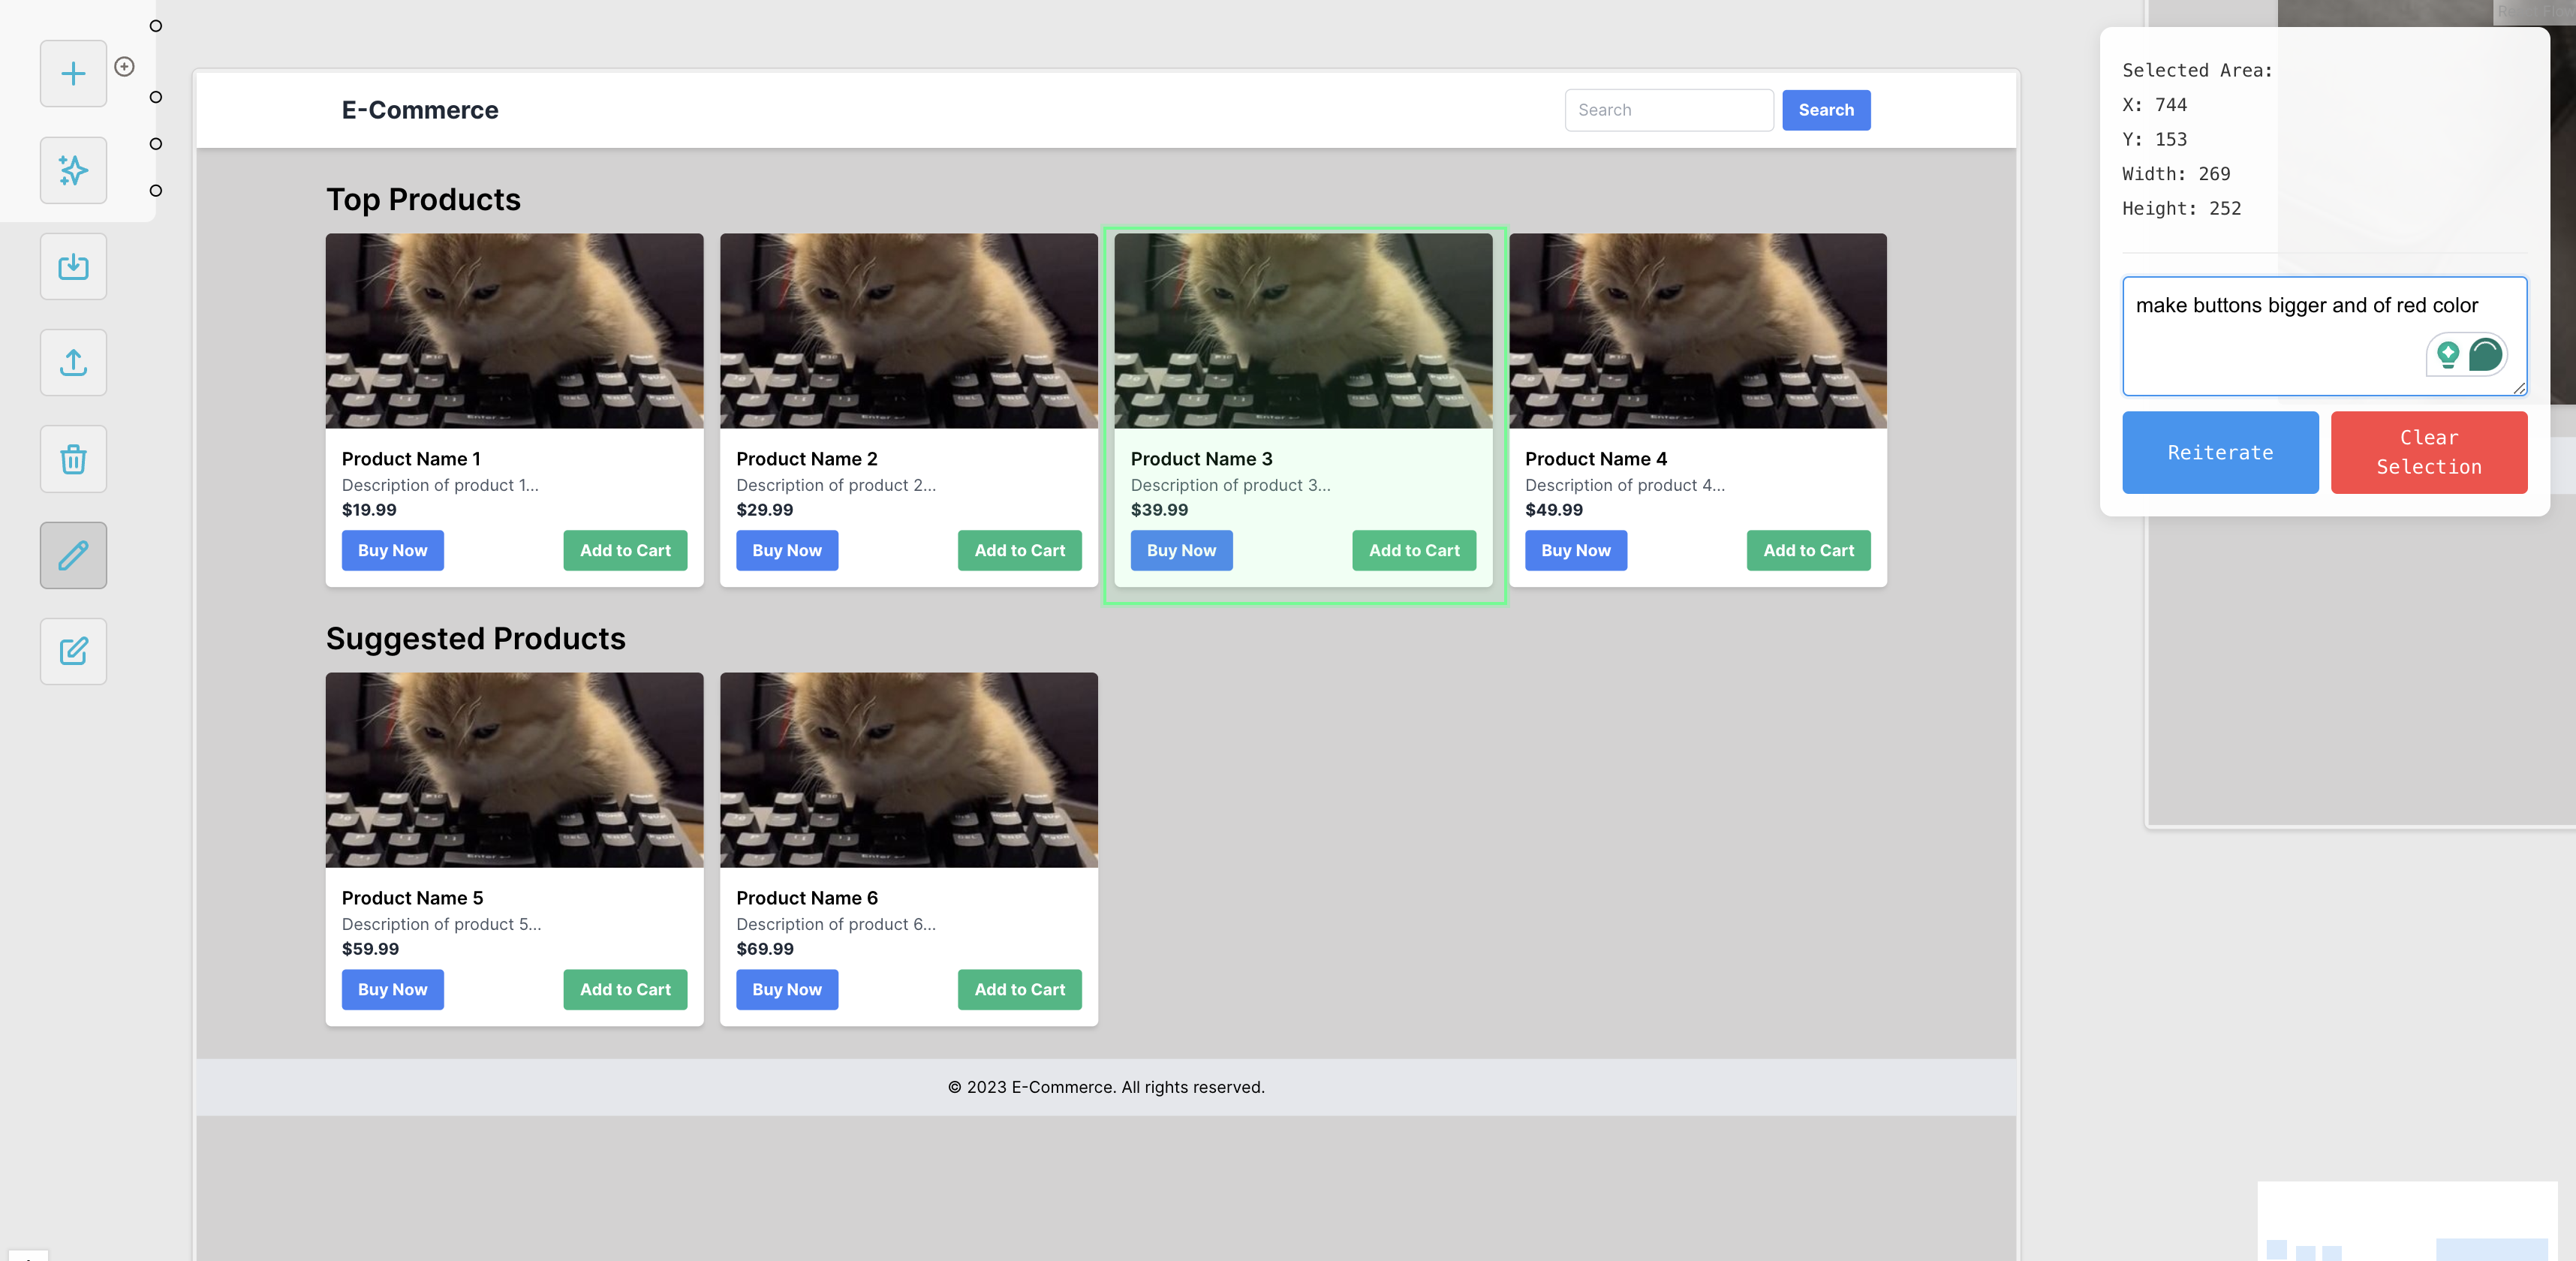 E-Commerce
Search
Search
Top Products
Product Name 1
Description of product 1...
$19.99
Buy Now
Add to Cart
Product Name 2
Description of product 2...
$29.99
Buy Now
Add to Cart
Product Name 3
Description of product 3...
$39.99
Buy Now
Add to Cart
Product Name 4
Description of product 4...
$49.99
Buy Now
Add to Cart
Suggested Products
Product Name 5
Description of product 5...
$59.99
Buy Now
Add to Cart
Product Name 6
Description of product 6...
$69.99
Buy Now
Add to Cart
© 2023 E-Commerce. All rights reserved.
Selected Area:
X: 744
Y: 153
Width: 269
Height: 252
make buttons bigger and of red color
Reiterate
Clear
Selection